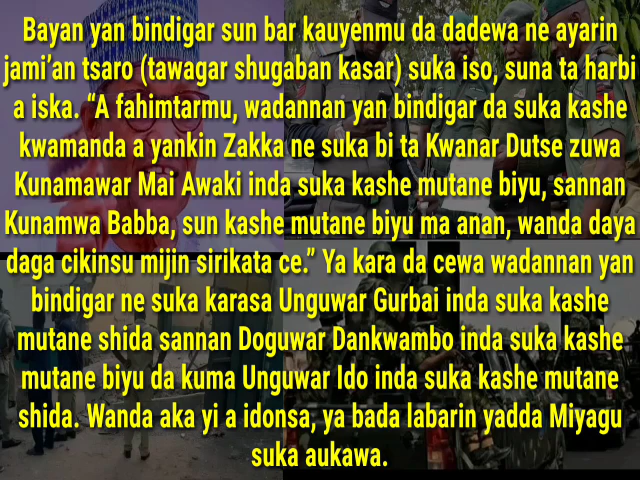 Bayan yan bindigar sun bar kauyenmu da dadewa ne ayarin
jami'an tsaro (tawagar shugaban kasar) suka iso, suna ta harbi
a iska. “A fahimtarmu, wadannan yan bindigar da suka kashe
kwamanda a yankin Zakka ne suka bi ta Kwanar Dutse zuwa
Kunamawar Mai Awaki inda suka kashe mutane biyu, sannan
Kunamwa Babba, sun kashe mutane biyu ma anan, wanda daya
daga cikinsu mijin sirikata ce.” Ya kara da cewa wadannan yan
bindigar ne suka karasa Unguwar Gurbai inda suka kashe
mutane shida sannan Doguwar Dankwambo inda suka kashe
mutane biyu da kuma Unguwar Ido inda suka kashe mutane
shida. Wanda aka yi a idonsa, ya bada labarin yadda Miyagu
suka aukawa.